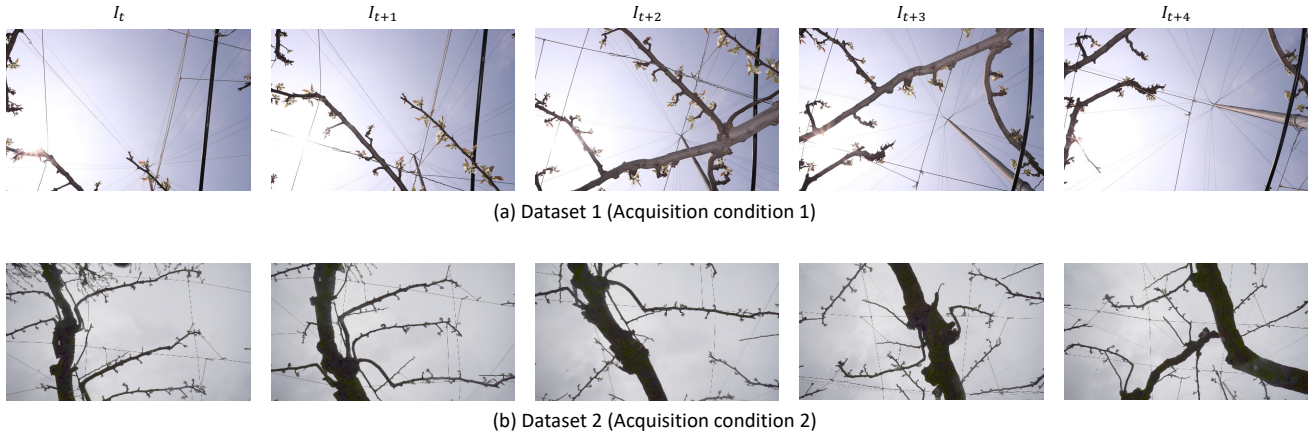 I_t I_{t+1} I_{t+2} I_{t+3} I_{t+4}
(a) Dataset 1 (Acquisition condition 1)
(b) Dataset 2 (Acquisition condition 2)